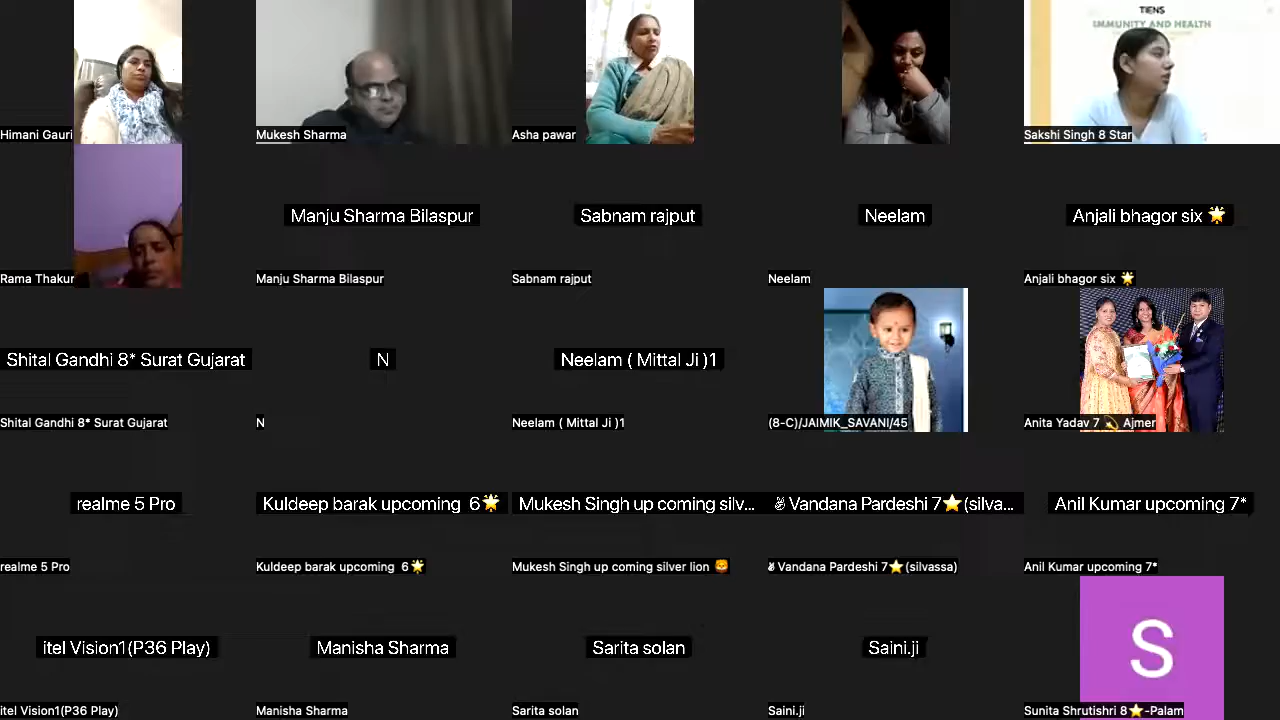 TIENS
IMMUNITY AND HEALTH
Himani Gauri
Mukesh Sharma
Asha pawar
Sakshi Singh 8 Star
Manju Sharma Bilaspur
Sabnam rajput
Neelam
Anjali bhagor six 🌟
Rama Thakur
Manju Sharma Bilaspur
Sabnam rajput
Neelam
Anjali bhagor six 🌟
Shital Gandhi 8* Surat Gujarat
N
Neelam ( Mittal Ji )1
Shital Gandhi 8* Surat Gujarat
N
Neelam ( Mittal Ji )1
(8-C)/JAIMIK_SAVANI/45
Anita Yadav 7 💫 Ajmer
realme 5 Pro
Kuldeep barak upcoming 6🌟
Mukesh Singh up coming silv...
✌Vandana Pardeshi 7⭐(silva...
Anil Kumar upcoming 7*
realme 5 Pro
Kuldeep barak upcoming 6🌟
Mukesh Singh up coming silver lion 🦁
✌Vandana Pardeshi 7⭐(silvassa)
Anil Kumar upcoming 7*
itel Vision1(P36 Play)
Manisha Sharma
Sarita solan
Saini.ji
S
itel Vision1(P36 Play)
Manisha Sharma
Sarita solan
Saini.ji
Sunita Shrutishri 8⭐-Palam